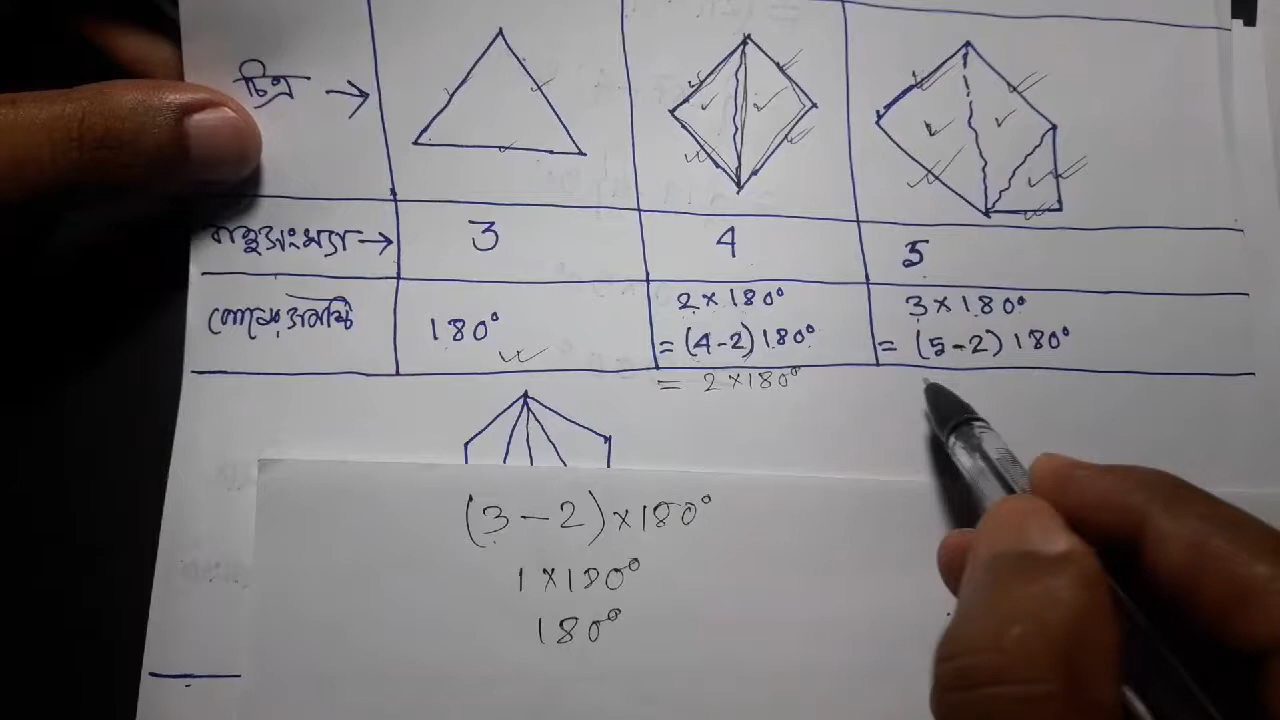 চিত্র →
বাহুসংখ্যা → 3 4 5
কোণের সমষ্টি 180° 2 × 180° 3 × 180°
= (4-2) 180° = (5-2) 180°
= 2 × 180°
(3-2) × 180°
1 × 180°
180°